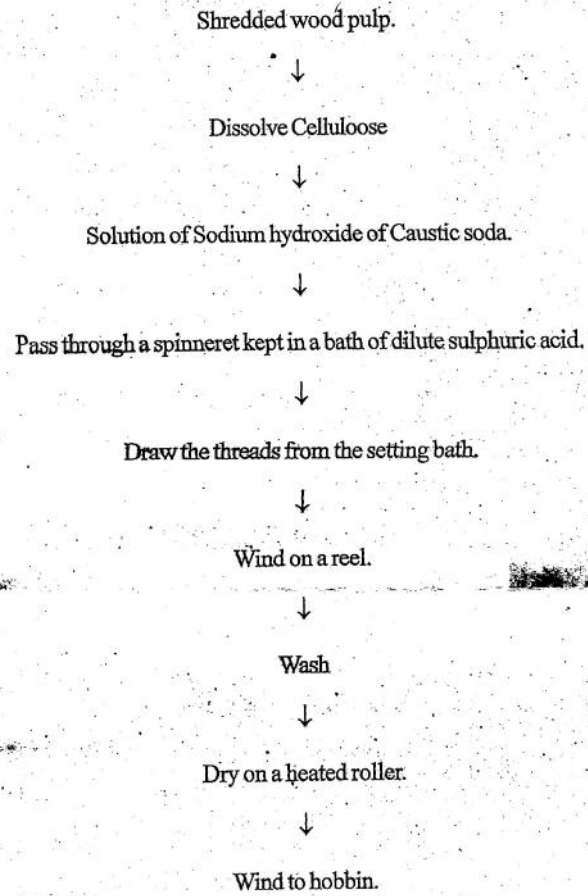 Shredded wood pulp.
↓
Dissolve Celluloose
↓
Solution of Sodium hydroxide of Caustic soda.
↓
Pass through a spinneret kept in a bath of dilute sulphuric acid.
↓
Draw the threads from the setting bath.
↓
Wind on a reel.
↓
Wash
↓
Dry on a heated roller.
↓
Wind to hobbin.